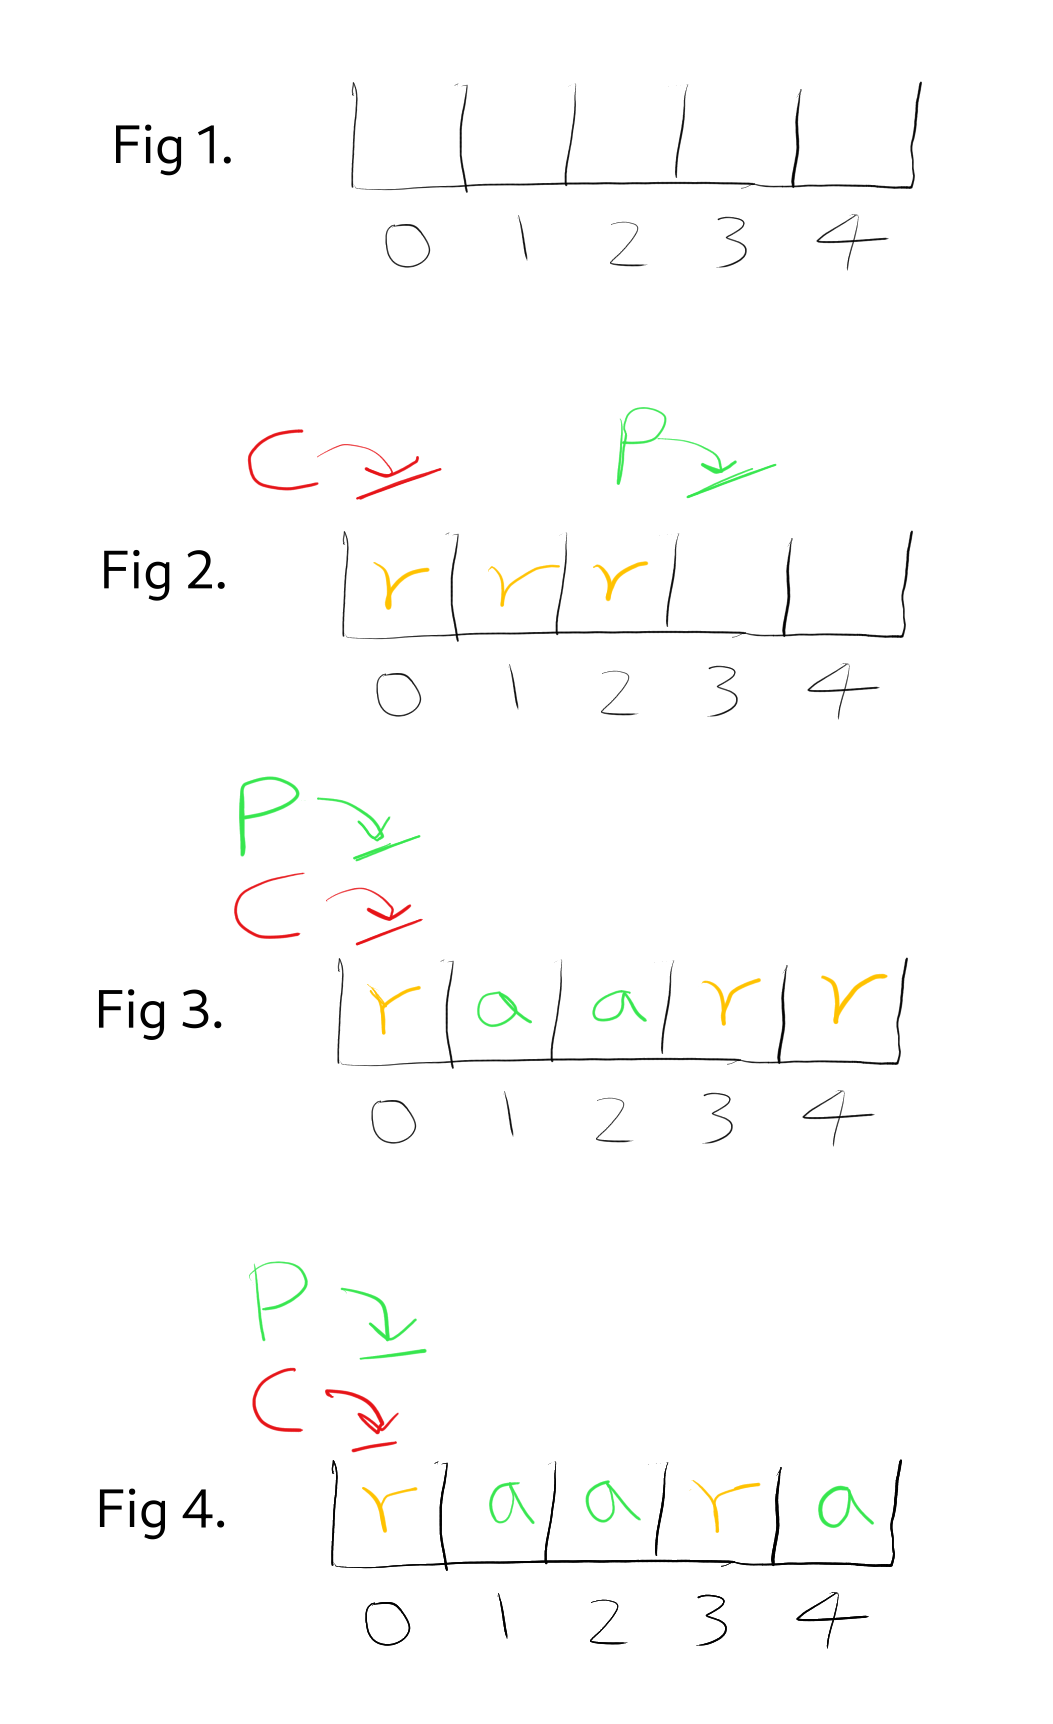 Fig 1.
0 1 2 3 4
C P
Fig 2.
r r r
0 1 2 3 4
P
C
Fig 3.
r a a r r
0 1 2 3 4
P
C
Fig 4.
r a a r a
0 1 2 3 4